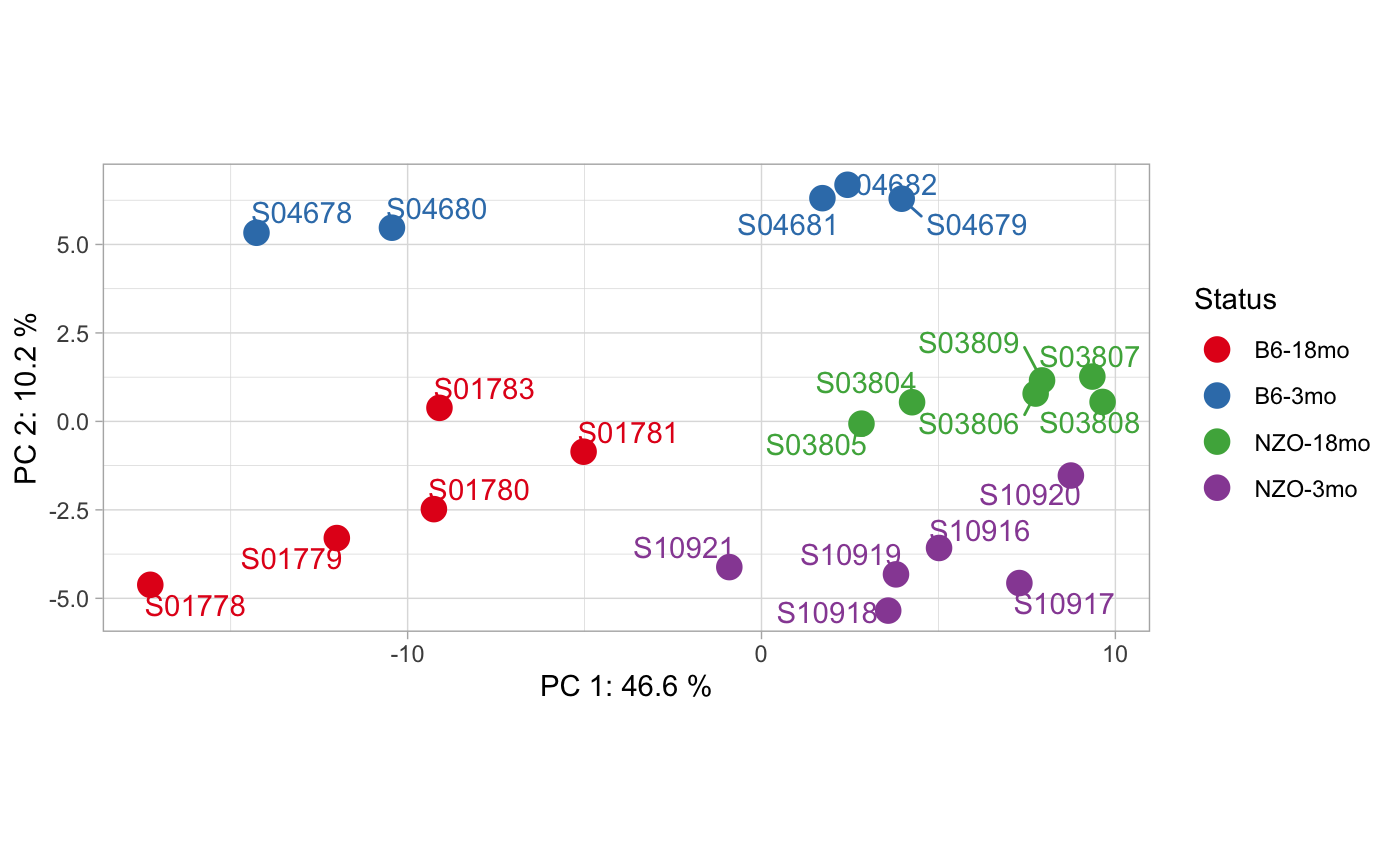 S04678
S04680
S04682
S04681
S04679
S03809
S03807
S03804
S03806
S03808
S03805
S01783
S01781
S01780
S01779
S01778
S10920
S10916
S10921
S10919
S10917
S10918
5.0
2.5
0.0
-2.5
-5.0
-10
0
10
PC 1: 46.6 %
PC 2: 10.2 %
Status
B6-18mo
B6-3mo
NZO-18mo
NZO-3mo